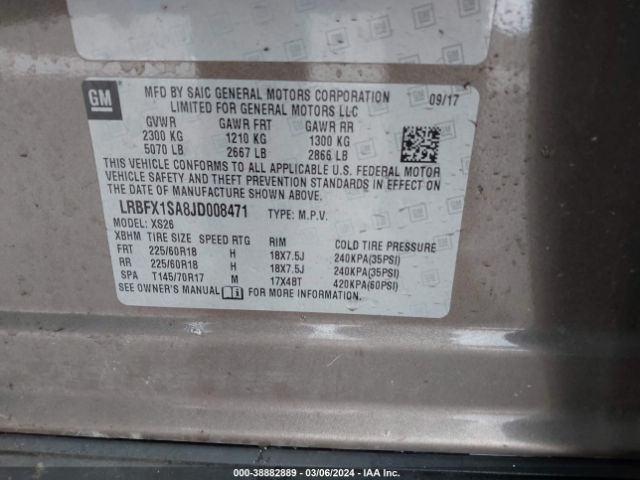 GM
MFD BY SAIC GENERAL MOTORS CORPORATION 09/17
LIMITED FOR GENERAL MOTORS LLC
GVWR GAWR FRT GAWR RR
2300 KG 1210 KG 1300 KG
5070 LB 2667 LB 2866 LB
THIS VEHICLE CONFORMS TO ALL APPLICABLE U.S. FEDERAL MOTOR
VEHICLE SAFETY AND THEFT PREVENTION STANDARDS IN EFFECT ON
THE DATE OF MANUFACTURE SHOWN ABOVE.
LRBFX1SA8JD008471 TYPE: M.P.V.
MODEL: XS26
XBHM TIRE SIZE SPEED RTG RIM COLD TIRE PRESSURE
FRT 225/60R18 H 18X7.5J 240KPA(35PSI)
RR 225/60R18 H 18X7.5J 240KPA(35PSI)
SPA T145/70R17 M 17X4BT 420KPA(60PSI)
SEE OWNER'S MANUAL FOR MORE INFORMATION.
000-38882889 - 03/06/2024 - IAA Inc.